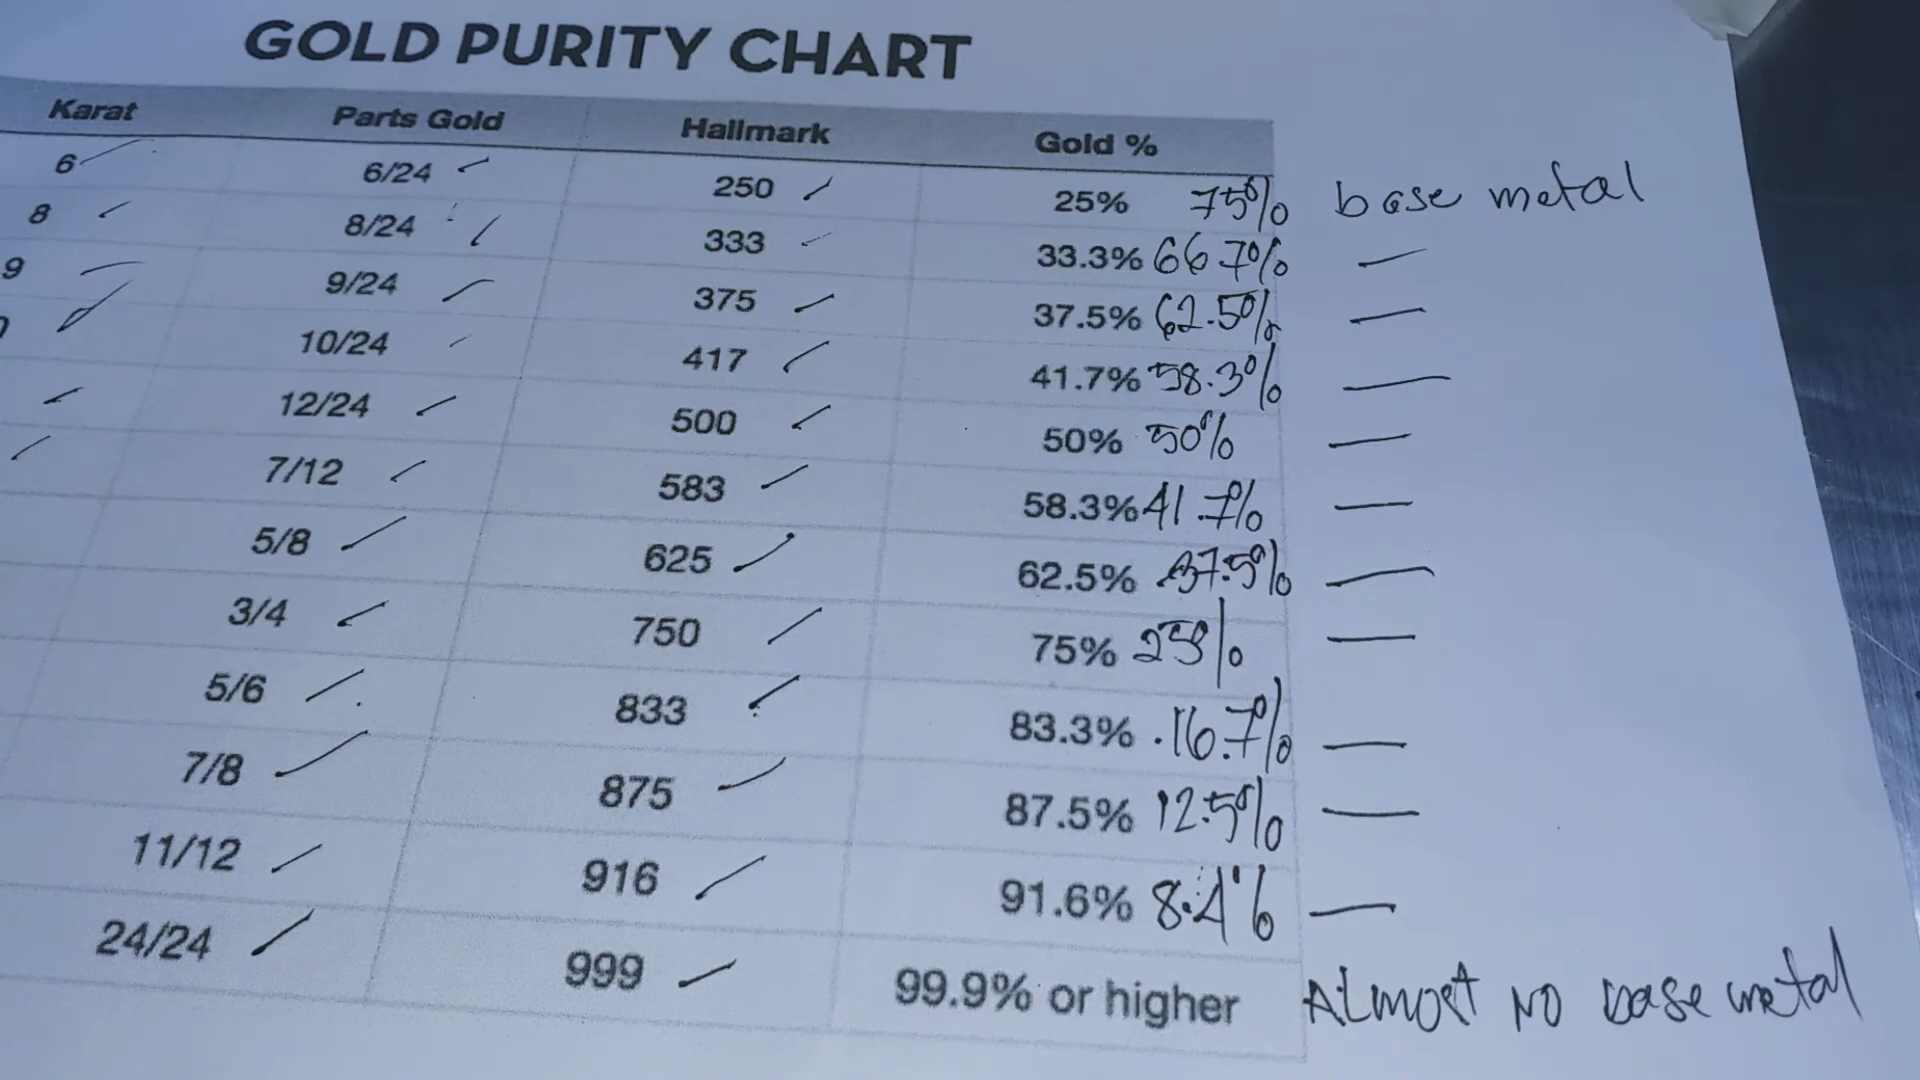 GOLD PURITY CHART
Karat Parts Gold Hallmark Gold %
6 6/24 250 25% 75% base metal
8 8/24 333 33.3% 66.7% —
9 9/24 375 37.5% 62.5% —
10/24 417 41.7% 58.3% —
12/24 500 50% 50% —
7/12 583 58.3% 41.7% —
5/8 625 62.5% 37.5% —
3/4 750 75% 25% —
5/6 833 83.3% 16.7% —
7/8 875 87.5% 12.5% —
11/12 916 91.6% 8.4% —
24/24 999 99.9% or higher Almost no base metal